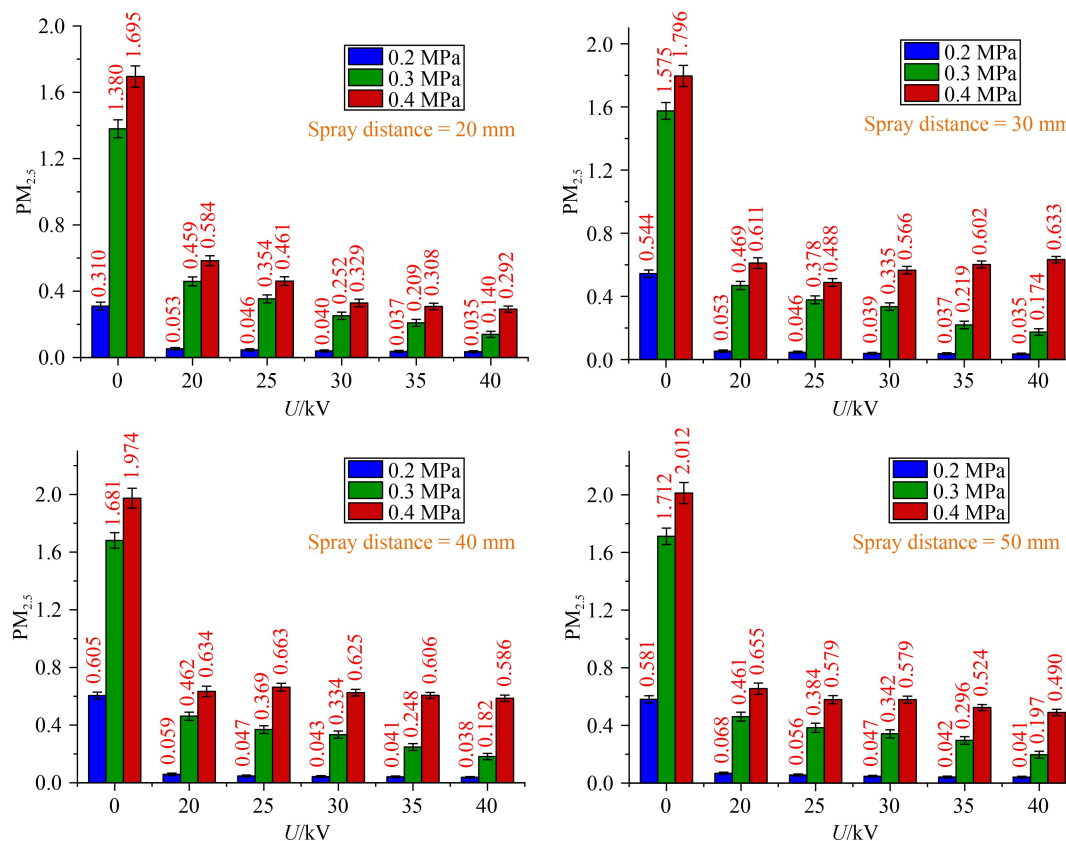 PM2.5
2.0
1.6
1.2
0.8
0.4
0.0
0.2 MPa
0.3 MPa
0.4 MPa
Spray distance = 20 mm
0.310 1.380 1.695
0.053 0.459 0.584
0.046 0.354 0.461
0.040 0.252 0.329
0.037 0.209 0.308
0.035 0.140 0.292
0 20 25 30 35 40
U/kV
PM2.5
2.0
1.6
1.2
0.8
0.4
0.0
0.2 MPa
0.3 MPa
0.4 MPa
Spray distance = 30 mm
0.544 1.575 1.796
0.053 0.469 0.611
0.046 0.378 0.488
0.039 0.335 0.566
0.037 0.219 0.602
0.035 0.174 0.633
0 20 25 30 35 40
U/kV
PM2.5
2.0
1.6
1.2
0.8
0.4
0.0
0.2 MPa
0.3 MPa
0.4 MPa
Spray distance = 40 mm
0.605 1.681 1.974
0.059 0.462 0.634
0.047 0.369 0.663
0.043 0.334 0.625
0.041 0.248 0.606
0.038 0.182 0.586
0 20 25 30 35 40
U/kV
PM2.5
2.0
1.6
1.2
0.8
0.4
0.0
0.2 MPa
0.3 MPa
0.4 MPa
Spray distance = 50 mm
0.581 1.712 2.012
0.068 0.461 0.655
0.056 0.384 0.579
0.047 0.342 0.579
0.042 0.296 0.524
0.041 0.197 0.490
0 20 25 30 35 40
U/kV